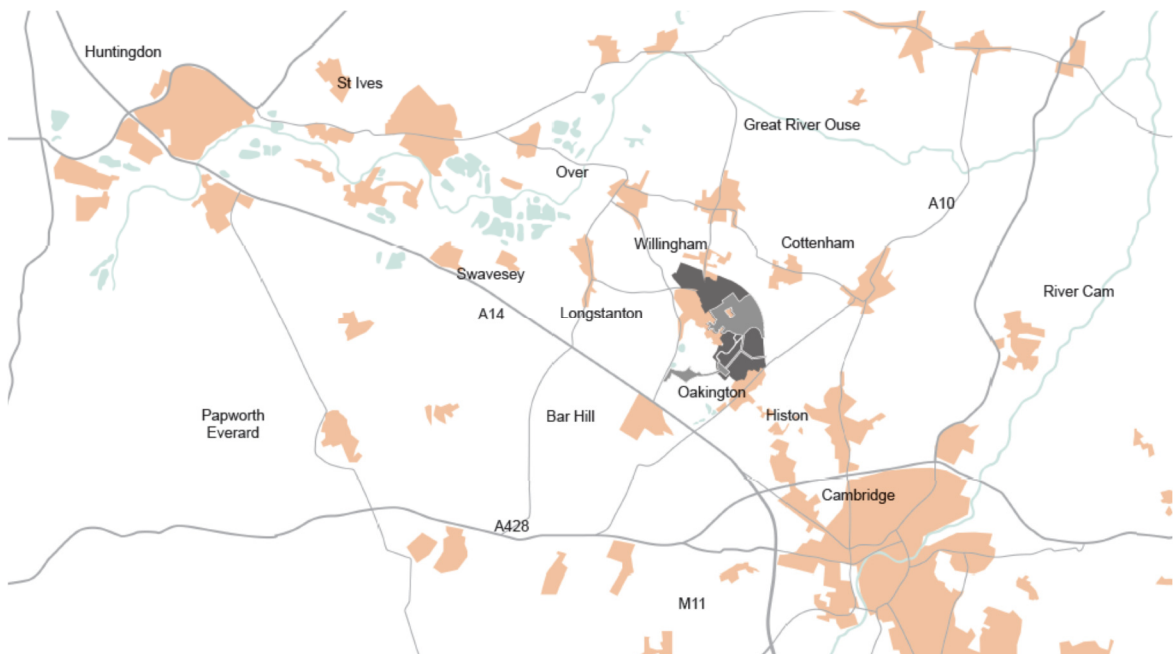 Huntingdon
St Ives
Great River Ouse
Over
A10
Willingham
Cottenham
Swavesey
River Cam
A14
Longstanton
Oakington
Papworth
Everard
Bar Hill
Histon
Cambridge
A428
M11